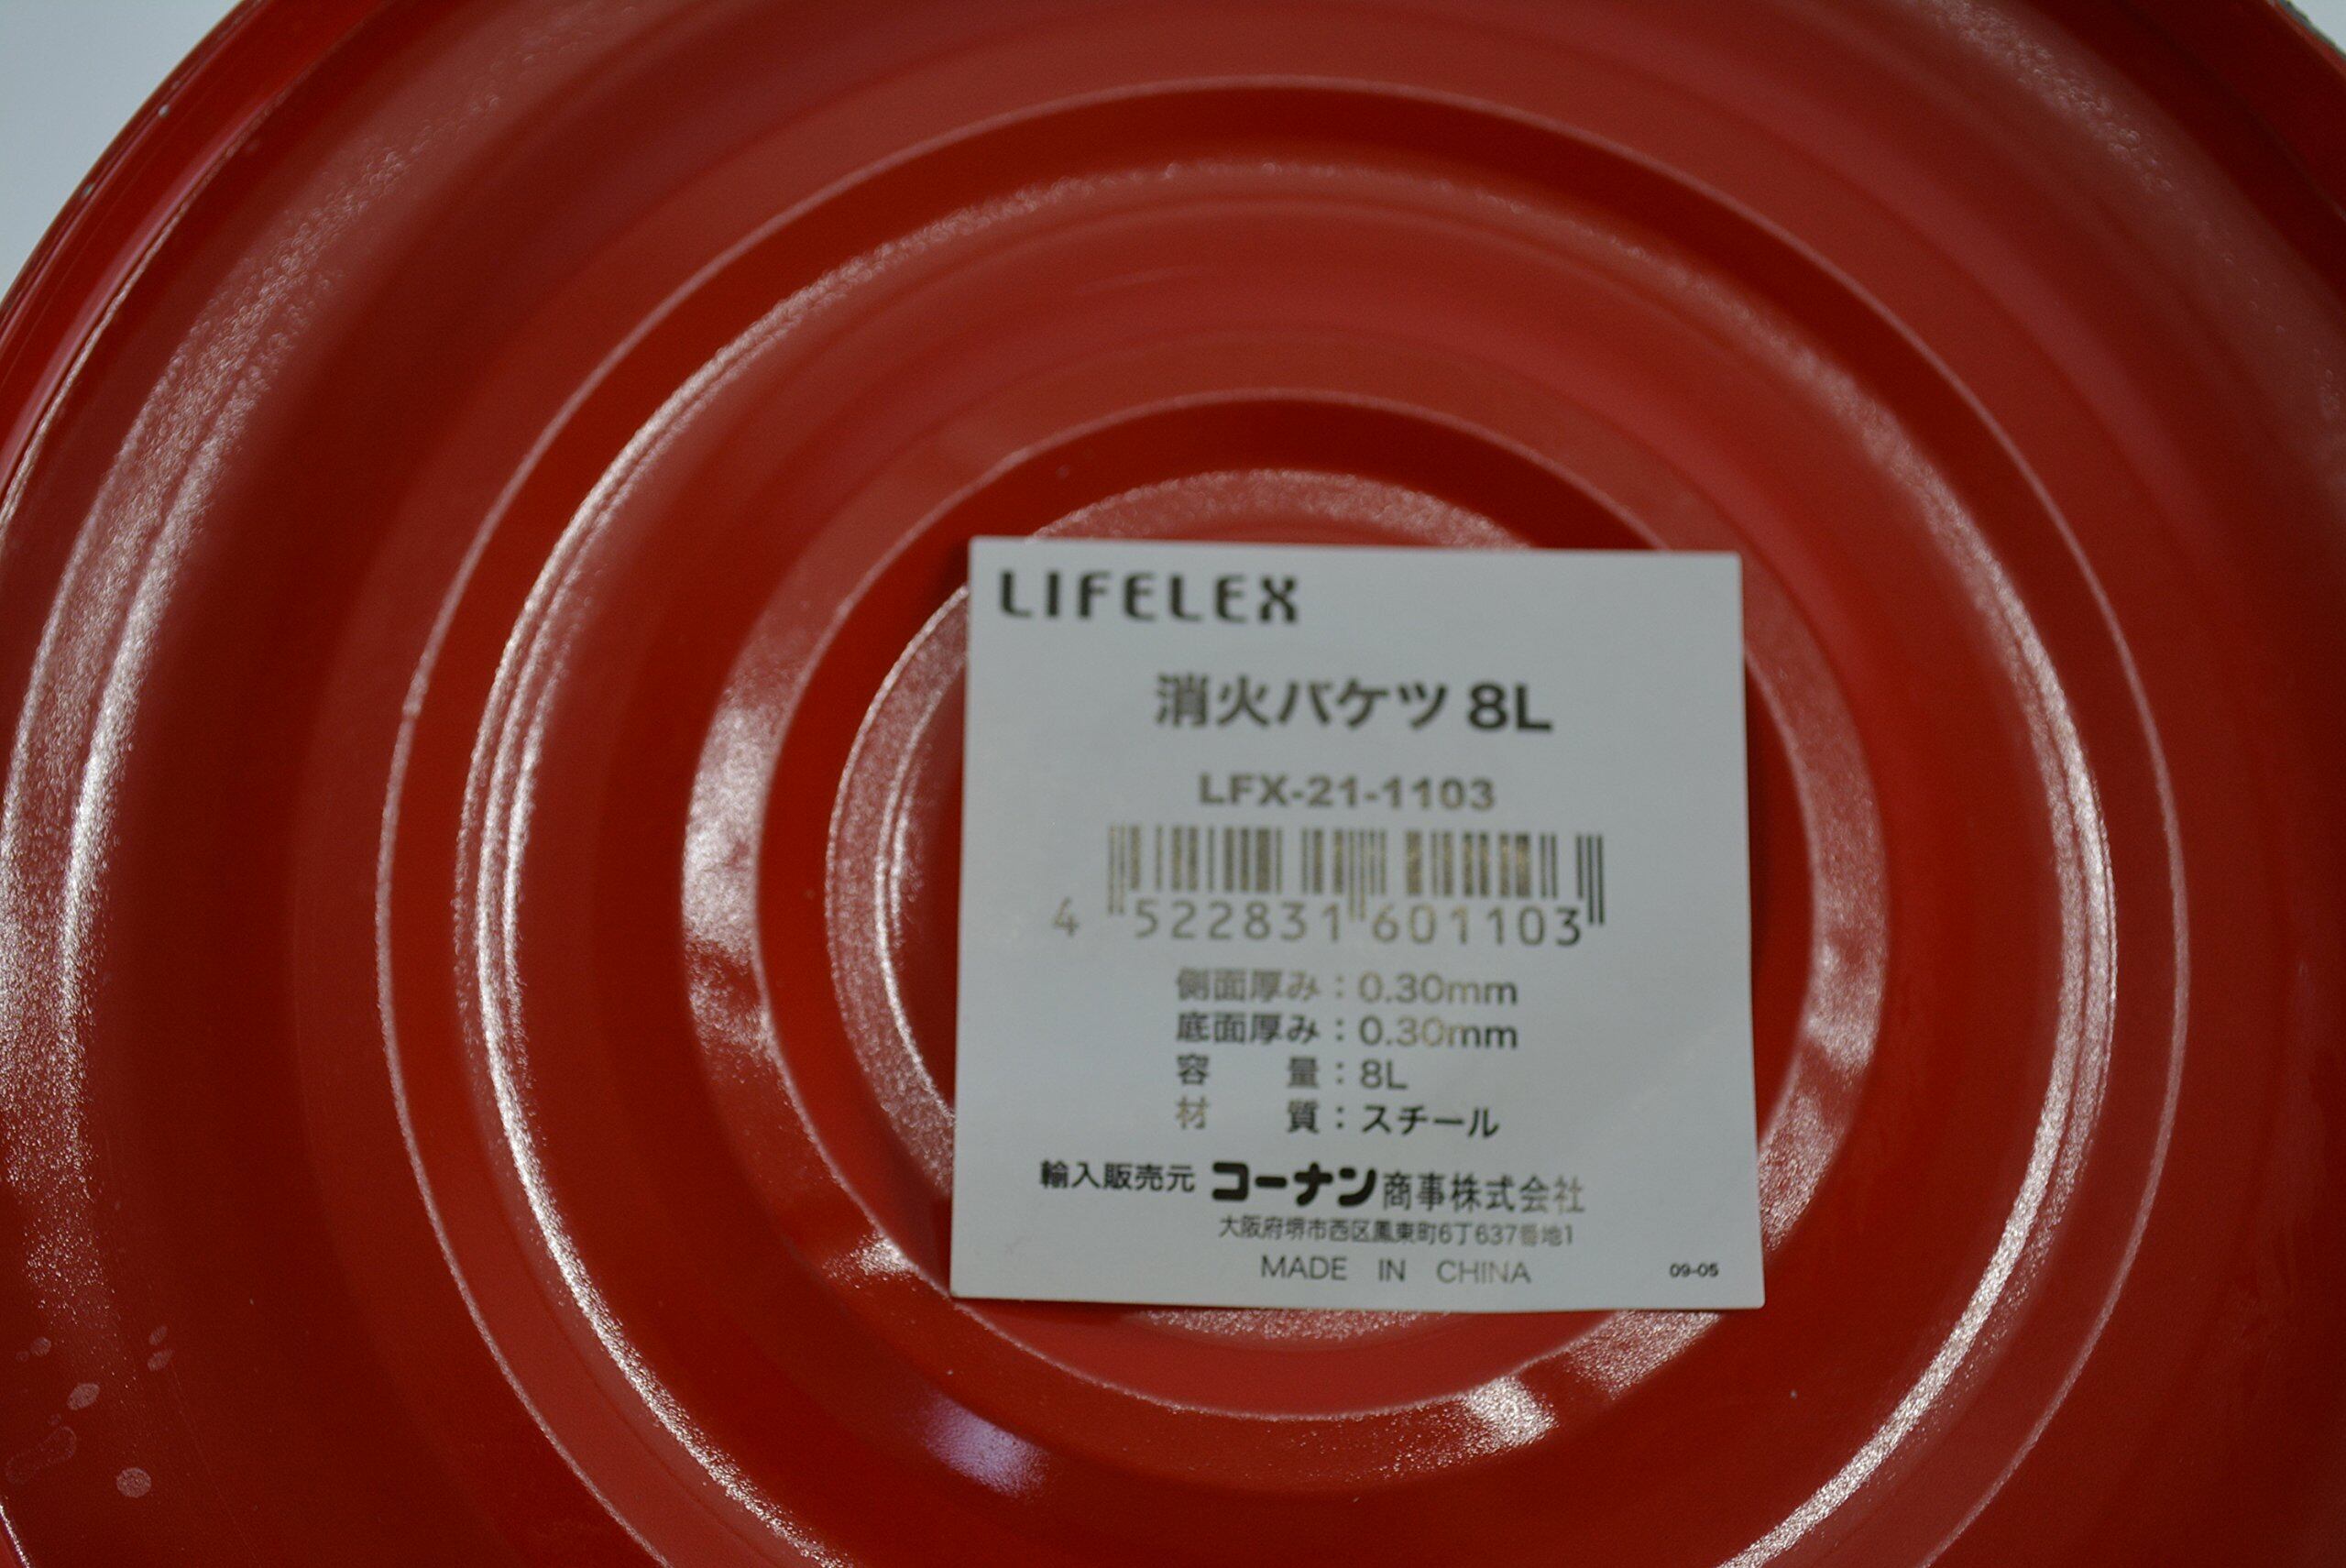 LIFELEX
消火バケツ 8L
LFX-21-1103
4 522831 601103
側面厚み：0.30mm
底面厚み：0.30mm
容　　量：8L
材　　質：スチール
輸入販売元 コーナン商事株式会社
大阪府堺市西区鳳東町6丁637番地1
MADE IN CHINA
09-05